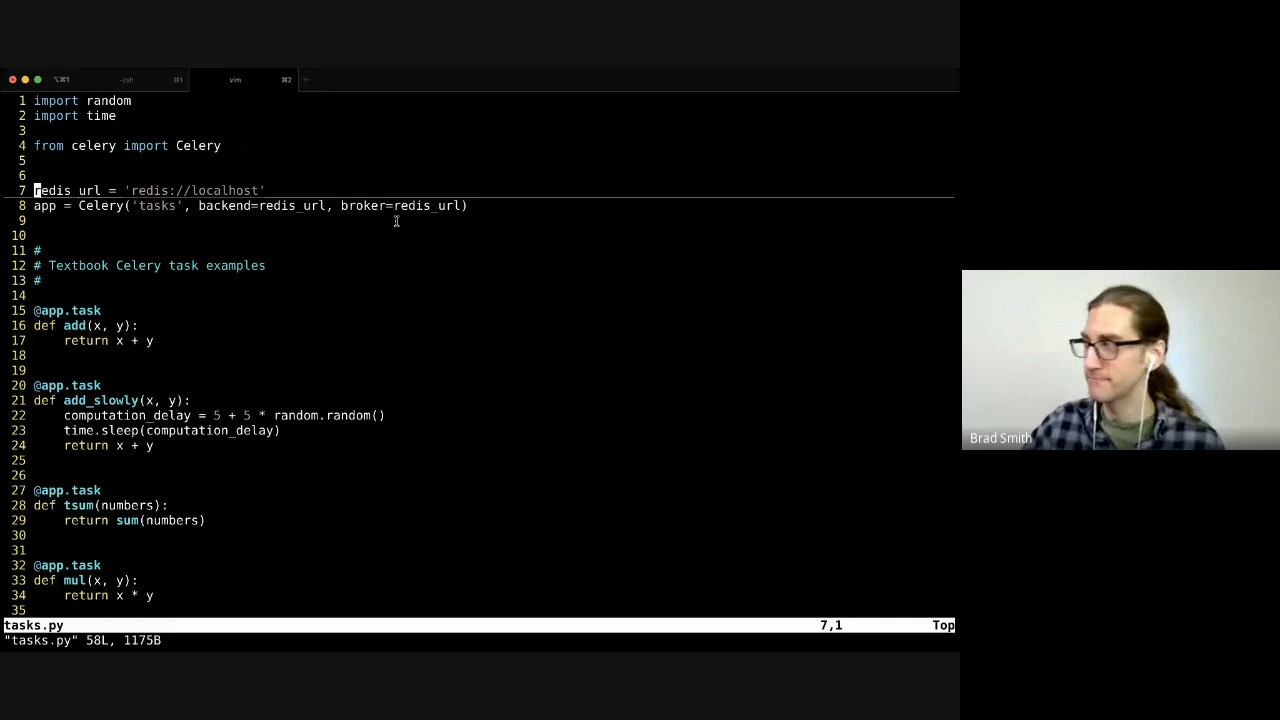 ⌥⌘1 -zsh ⌘1 vim ⌘2 +
1 import random
2 import time
3
4 from celery import Celery
5
6
7 redis_url = 'redis://localhost'
8 app = Celery('tasks', backend=redis_url, broker=redis_url)
9
10
11 #
12 # Textbook Celery task examples
13 #
14
15 @app.task
16 def add(x, y):
17     return x + y
18
19
20 @app.task
21 def add_slowly(x, y):
22     computation_delay = 5 + 5 * random.random()
23     time.sleep(computation_delay)
24     return x + y
25
26
27 @app.task
28 def tsum(numbers):
29     return sum(numbers)
30
31
32 @app.task
33 def mul(x, y):
34     return x * y
35
tasks.py 7,1 Top
"tasks.py" 58L, 1175B
Brad Smith